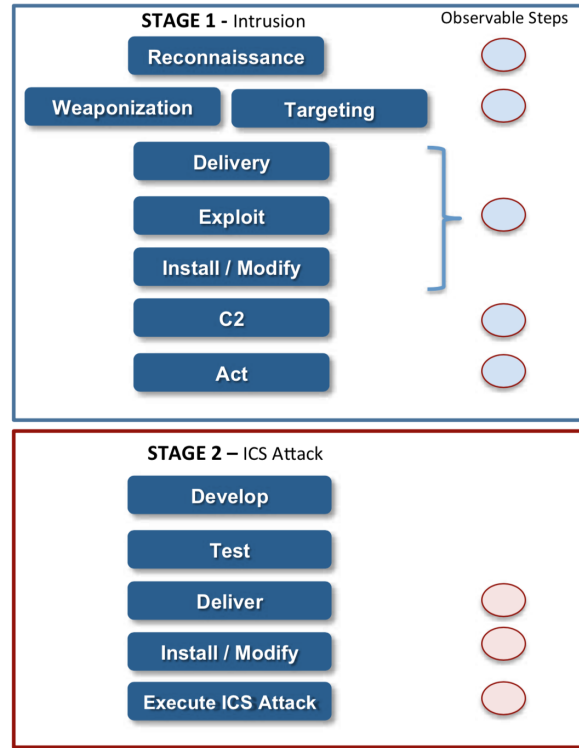 STAGE 1 - Intrusion
Observable Steps
Reconnaissance
Weaponization
Targeting
Delivery
Exploit
Install / Modify
C2
Act
STAGE 2 – ICS Attack
Develop
Test
Deliver
Install / Modify
Execute ICS Attack